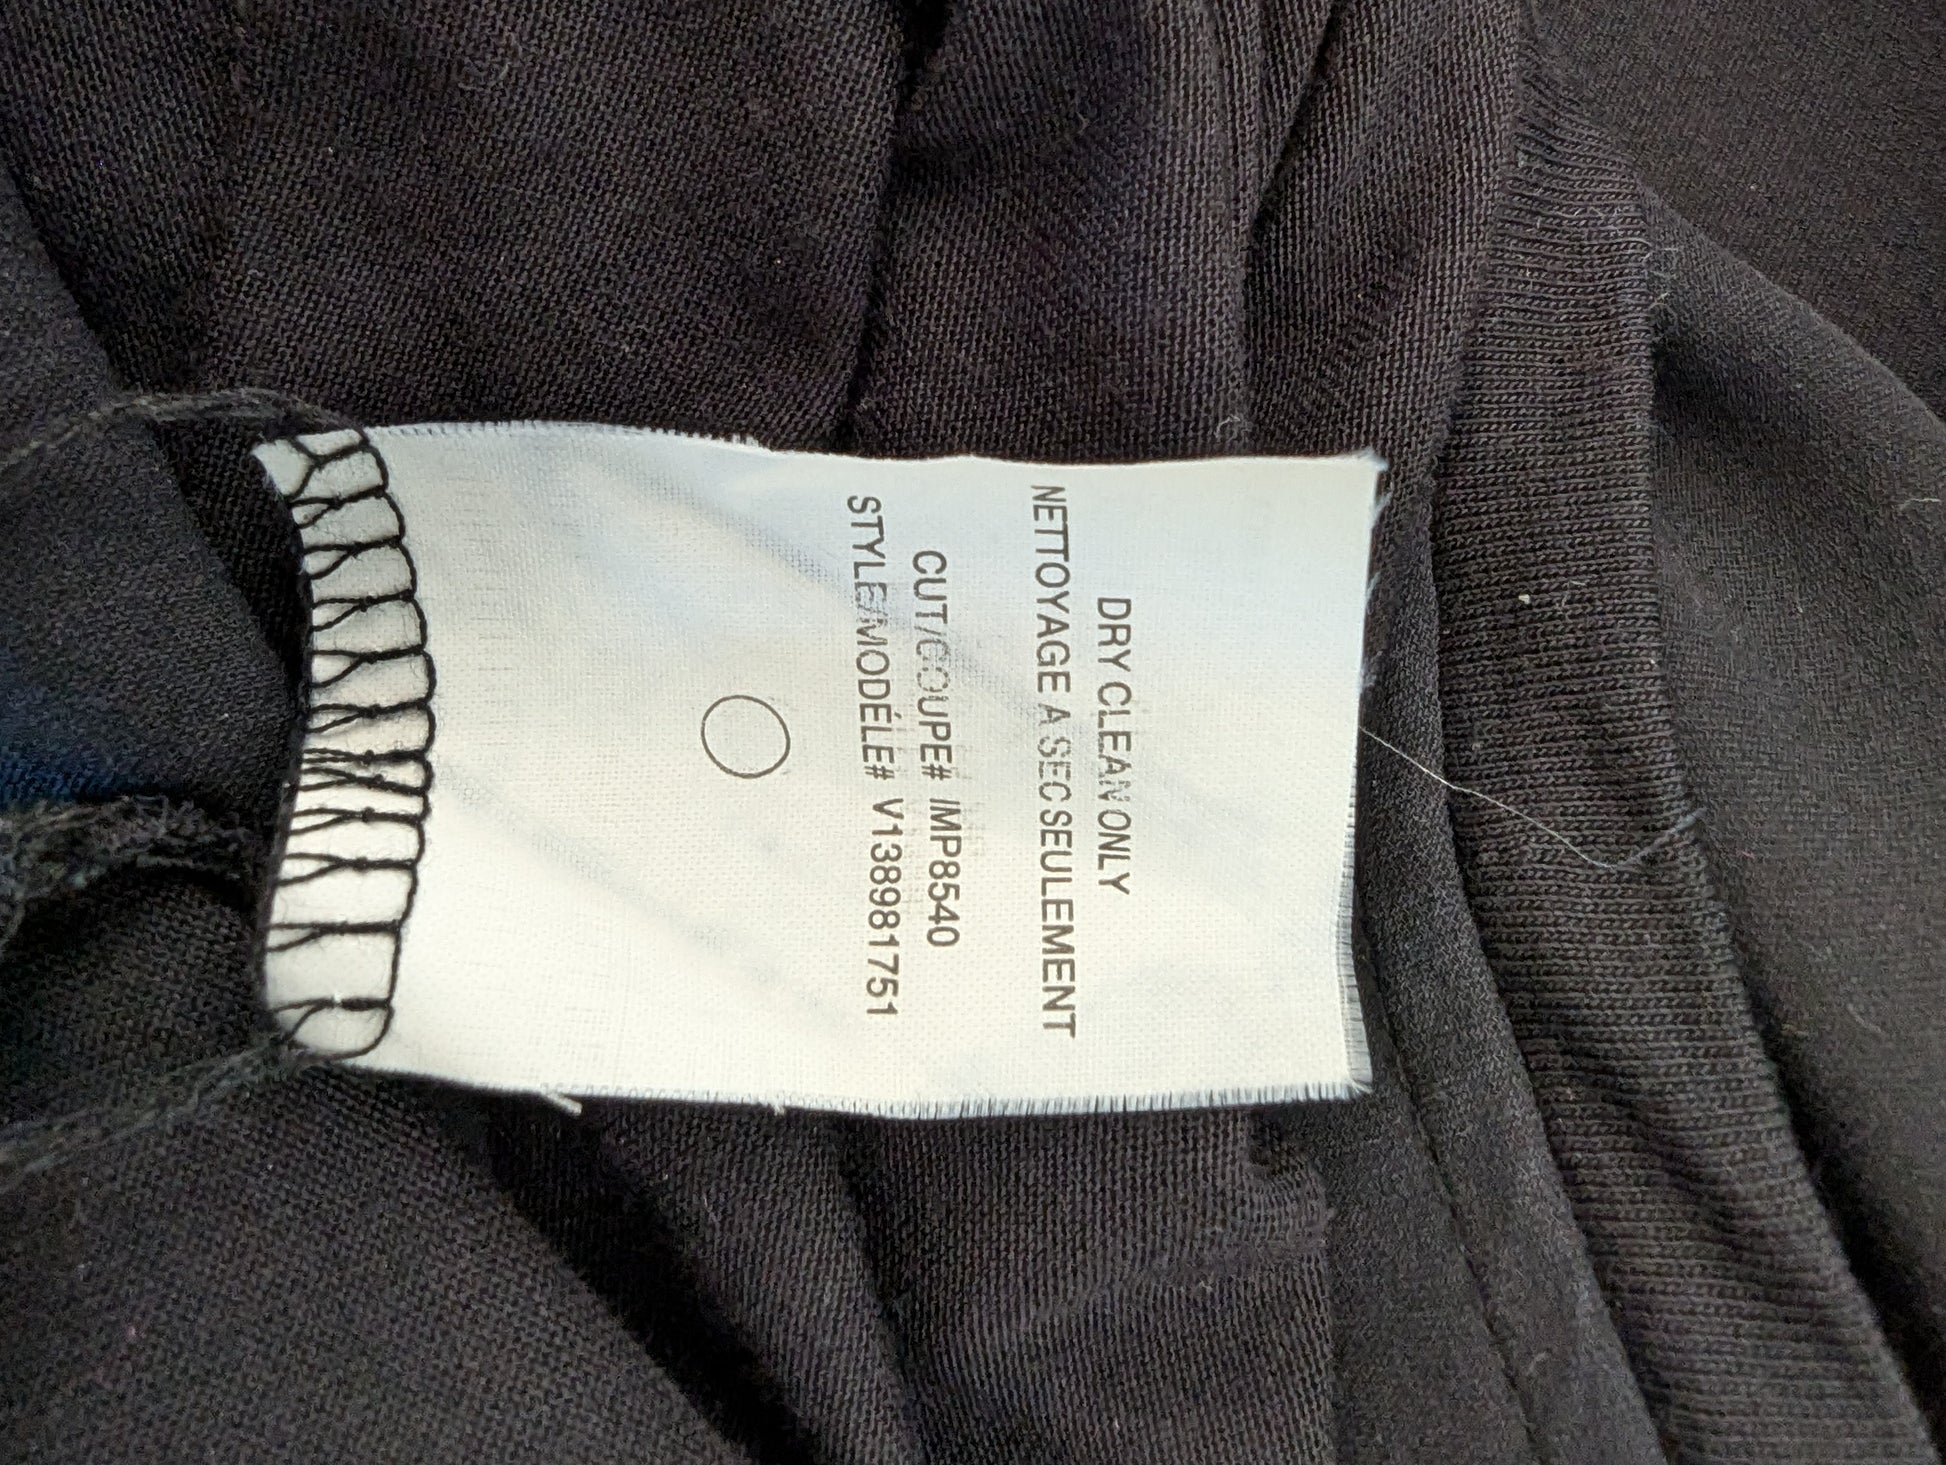 DRY CLEAN ONLY
NETTOYAGE A SEC SEULEMENT
CUT/COUPE# IMP8540
STYLE/MODÉLE# V138981751